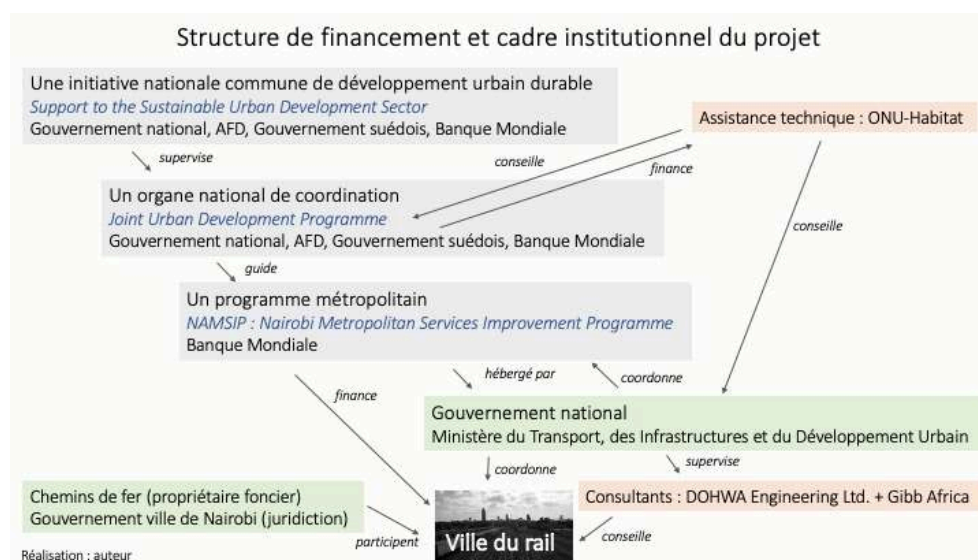 Structure de financement et cadre institutionnel du projet
Une initiative nationale commune de développement urbain durable
Support to the Sustainable Urban Development Sector
Gouvernement national, AFD, Gouvernement suédois, Banque Mondiale
Assistance technique : ONU-Habitat
supervise
conseille
finance
Un organe national de coordination
Joint Urban Development Programme
Gouvernement national, AFD, Gouvernement suédois, Banque Mondiale
conseille
guide
Un programme métropolitain
NAMSIP : Nairobi Metropolitan Services Improvement Programme
Banque Mondiale
hébergé par
coordonne
finance
Gouvernement national
Ministère du Transport, des Infrastructures et du Développement Urbain
coordonne
supervise
Chemins de fer (propriétaire foncier)
Gouvernement ville de Nairobi (juridiction)
Consultants : DOHWA Engineering Ltd. + Gibb Africa
participent
Ville du rail
conseille
Réalisation : auteur